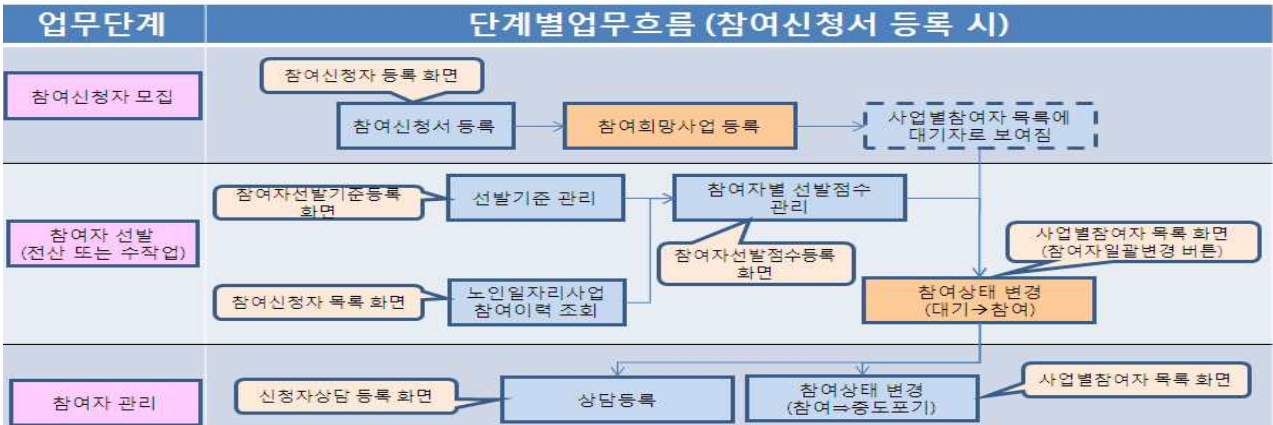 업무단계
단계별업무흐름 (참여신청서 등록 시)
참여신청자 모집
참여신청자 등록 화면
참여신청서 등록
참여희망사업 등록
사업별참여자 목록에
대기자로 보여짐
참여자 선발
(전산 또는 수작업)
참여자선발기준등록
화면
선발기준 관리
참여자별 선발점수
관리
참여자선발점수등록
화면
사업별참여자 목록 화면
(참여자일괄변경 버튼)
참여신청자 목록 화면
노인일자리사업
참여이력 조회
참여상태 변경
(대기→참여)
참여자 관리
신청자상담 등록 화면
상담등록
참여상태 변경
(참여⇒중도포기)
사업별참여자 목록 화면